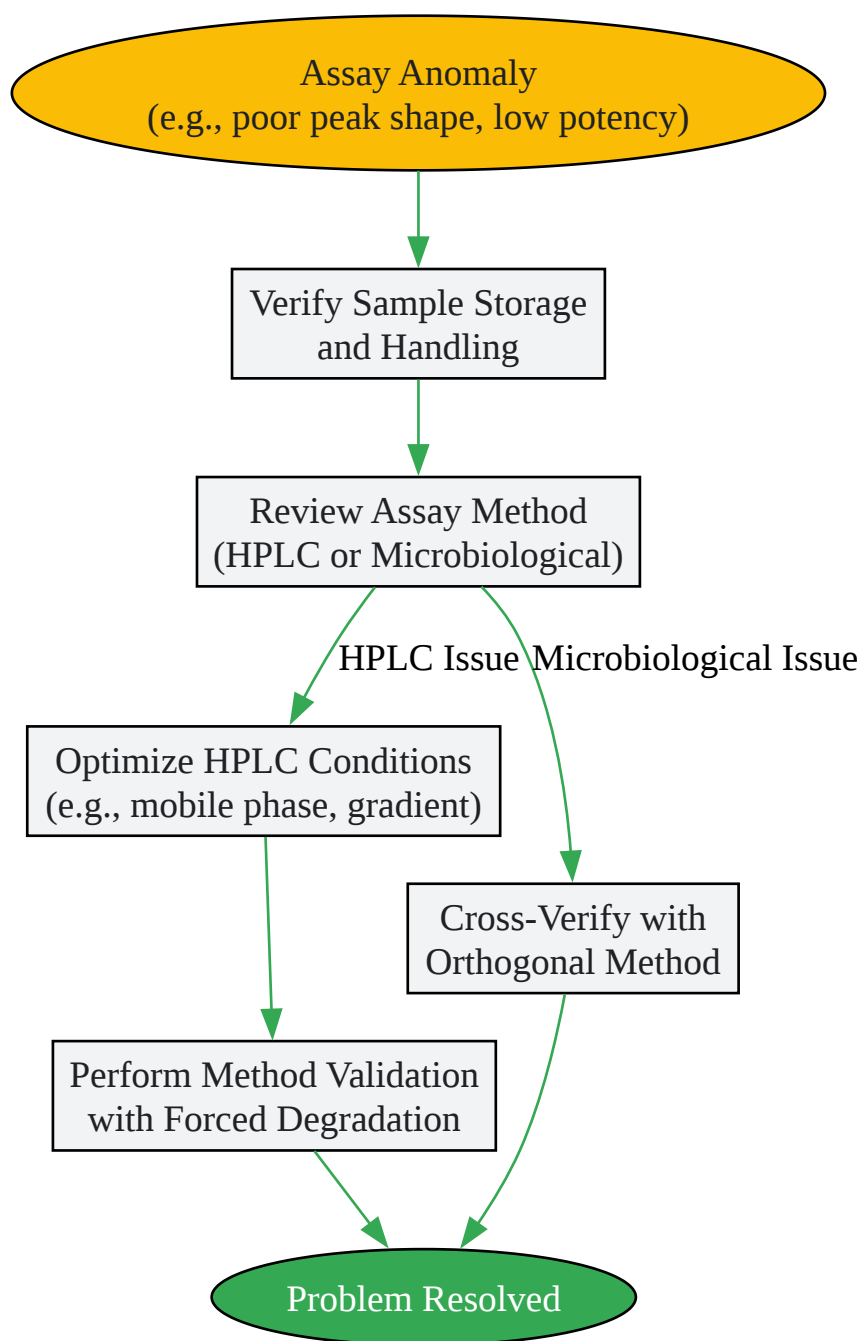 Assay Anomaly
(e.g., poor peak shape, low potency)
Verify Sample Storage
and Handling
Review Assay Method
(HPLC or Microbiological)
HPLC Issue
Microbiological Issue
Optimize HPLC Conditions
(e.g., mobile phase, gradient)
Cross-Verify with
Orthogonal Method
Perform Method Validation
with Forced Degradation
Problem Resolved